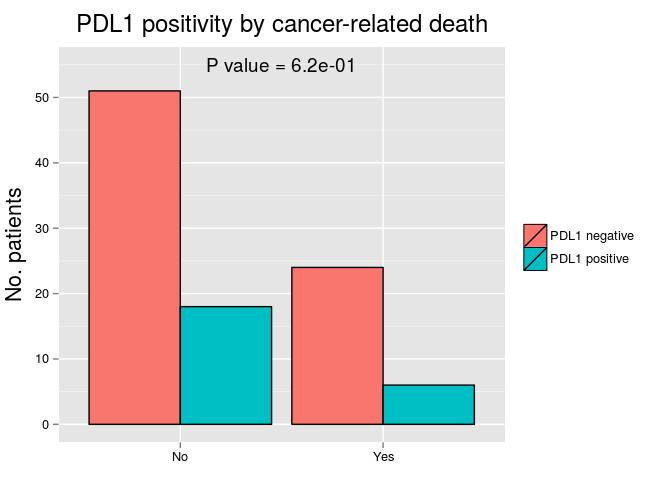 PDL1 positivity by cancer-related death
P value = 6.2e-01
No. patients
50
40
30
20
10
0
No
Yes
PDL1 negative
PDL1 positive